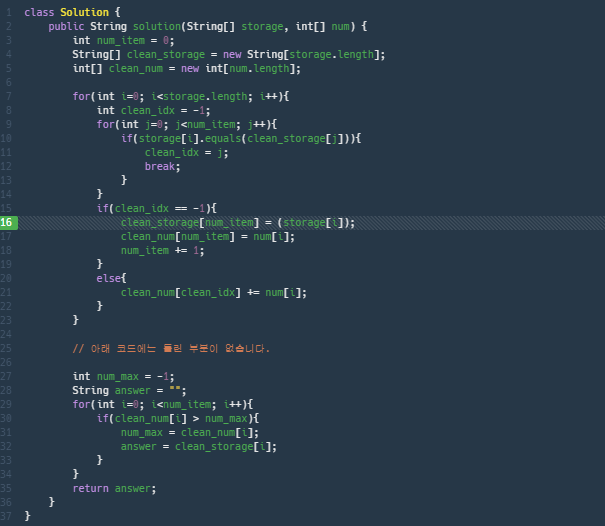 1 class Solution {
2 public String solution(String[] storage, int[] num) {
3 int num_item = 0;
4 String[] clean_storage = new String[storage.length];
5 int[] clean_num = new int[num.length];
6
7 for(int i=0; i<storage.length; i++){
8 int clean_idx = -1;
9 for(int j=0; j<num_item; j++){
10 if(storage[i].equals(clean_storage[j])){
11 clean_idx = j;
12 break;
13 }
14 }
15 if(clean_idx == -1){
16 clean_storage[num_item] = (storage[i]);
17 clean_num[num_item] = num[i];
18 num_item += 1;
19 }
20 else{
21 clean_num[clean_idx] += num[i];
22 }
23 }
24
25 // 아래 코드에는 틀린 부분이 없습니다.
26
27 int num_max = -1;
28 String answer = "";
29 for(int i=0; i<num_item; i++){
30 if(clean_num[i] > num_max){
31 num_max = clean_num[i];
32 answer = clean_storage[i];
33 }
34 }
35 return answer;
36 }
37 }